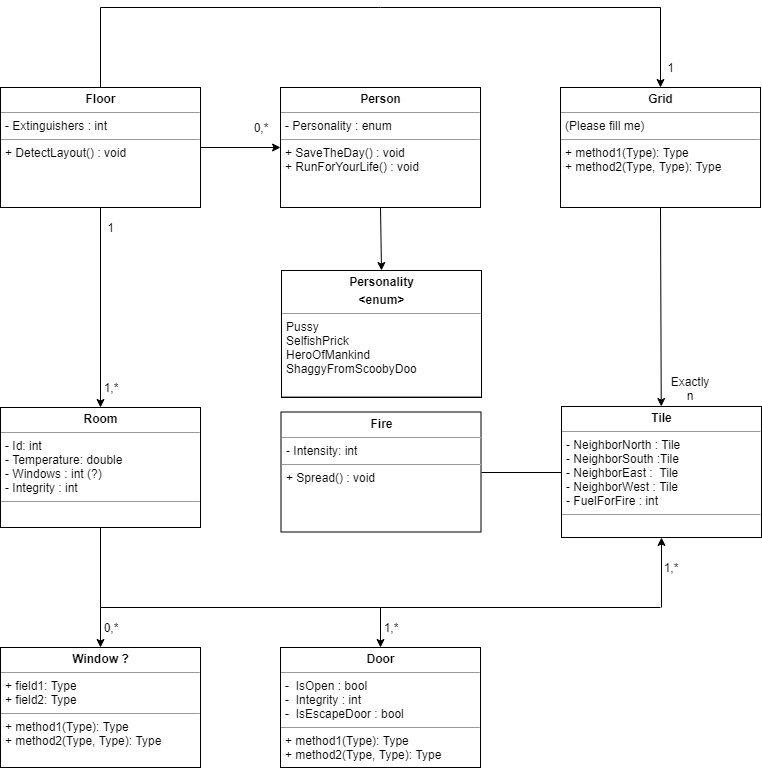 1
Floor
- Extinguishers : int
+ DetectLayout() : void
0,*
Person
- Personality : enum
+ SaveTheDay() : void
+ RunForYourLife() : void
Grid
(Please fill me)
+ method1(Type): Type
+ method2(Type, Type): Type
1
Personality
<enum>
Pussy
SelfishPrick
HeroOfMankind
ShaggyFromScoobyDoo
1,*
Exactly
n
Room
- Id: int
- Temperature: double
- Windows : int (?)
- Integrity : int
Fire
- Intensity: int
+ Spread() : void
Tile
- NeighborNorth : Tile
- NeighborSouth :Tile
- NeighborEast :  Tile
- NeighborWest : Tile
- FuelForFire : int
1,*
0,*
1,*
Window ?
+ field1: Type
+ field2: Type
+ method1(Type): Type
+ method2(Type, Type): Type
Door
-  IsOpen : bool
-  Integrity : int
-  IsEscapeDoor : bool
+ method1(Type): Type
+ method2(Type, Type): Type